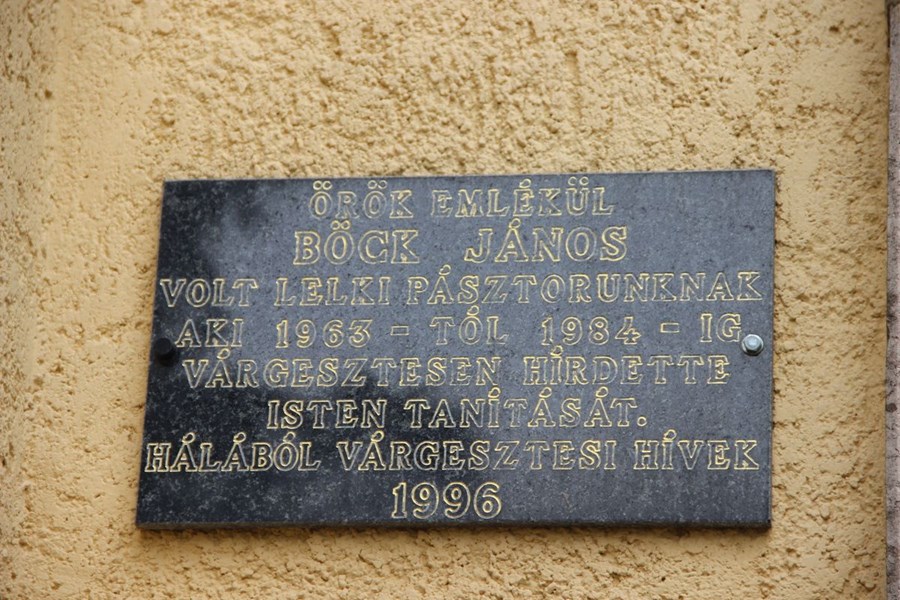 ÖRÖK EMLÉKÜL
BÖCK JÁNOS
VOLT LELKI PÁSZTORUNKNAK
AKI 1963 - TÓL 1984 - IG
VÁRGESZTESEN HÍRDETTE
ISTEN TANÍTÁSÁT.
HÁLÁBÓL VÁRGESZTESI HÍVEK
1996